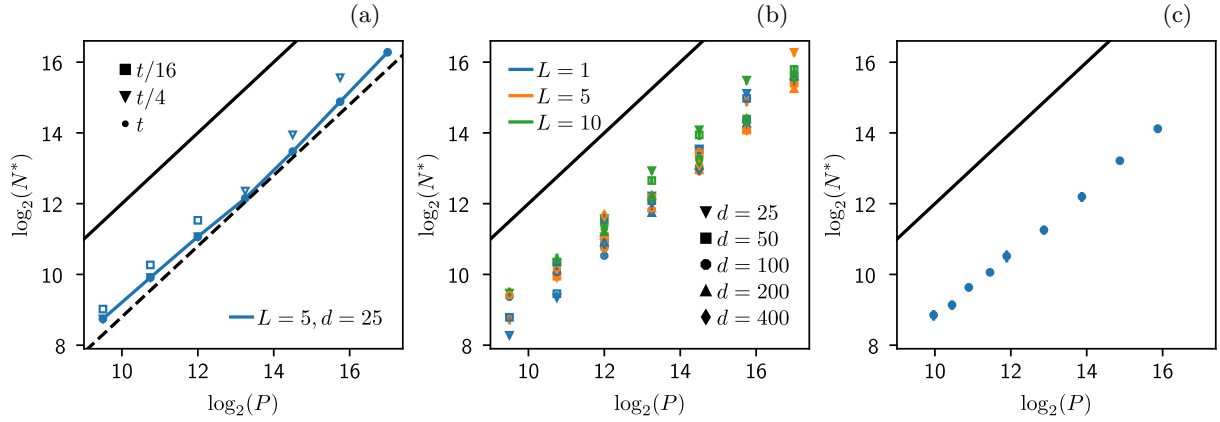 (a)
16
14
12
10
8
log₂(N*)
t/16
t/4
t
L = 5, d = 25
10 12 14 16
log₂(P)
(b)
16
14
12
10
8
log₂(N*)
L = 1
L = 5
L = 10
d = 25
d = 50
d = 100
d = 200
d = 400
10 12 14 16
log₂(P)
(c)
16
14
12
10
8
log₂(N*)
10 12 14 16
log₂(P)